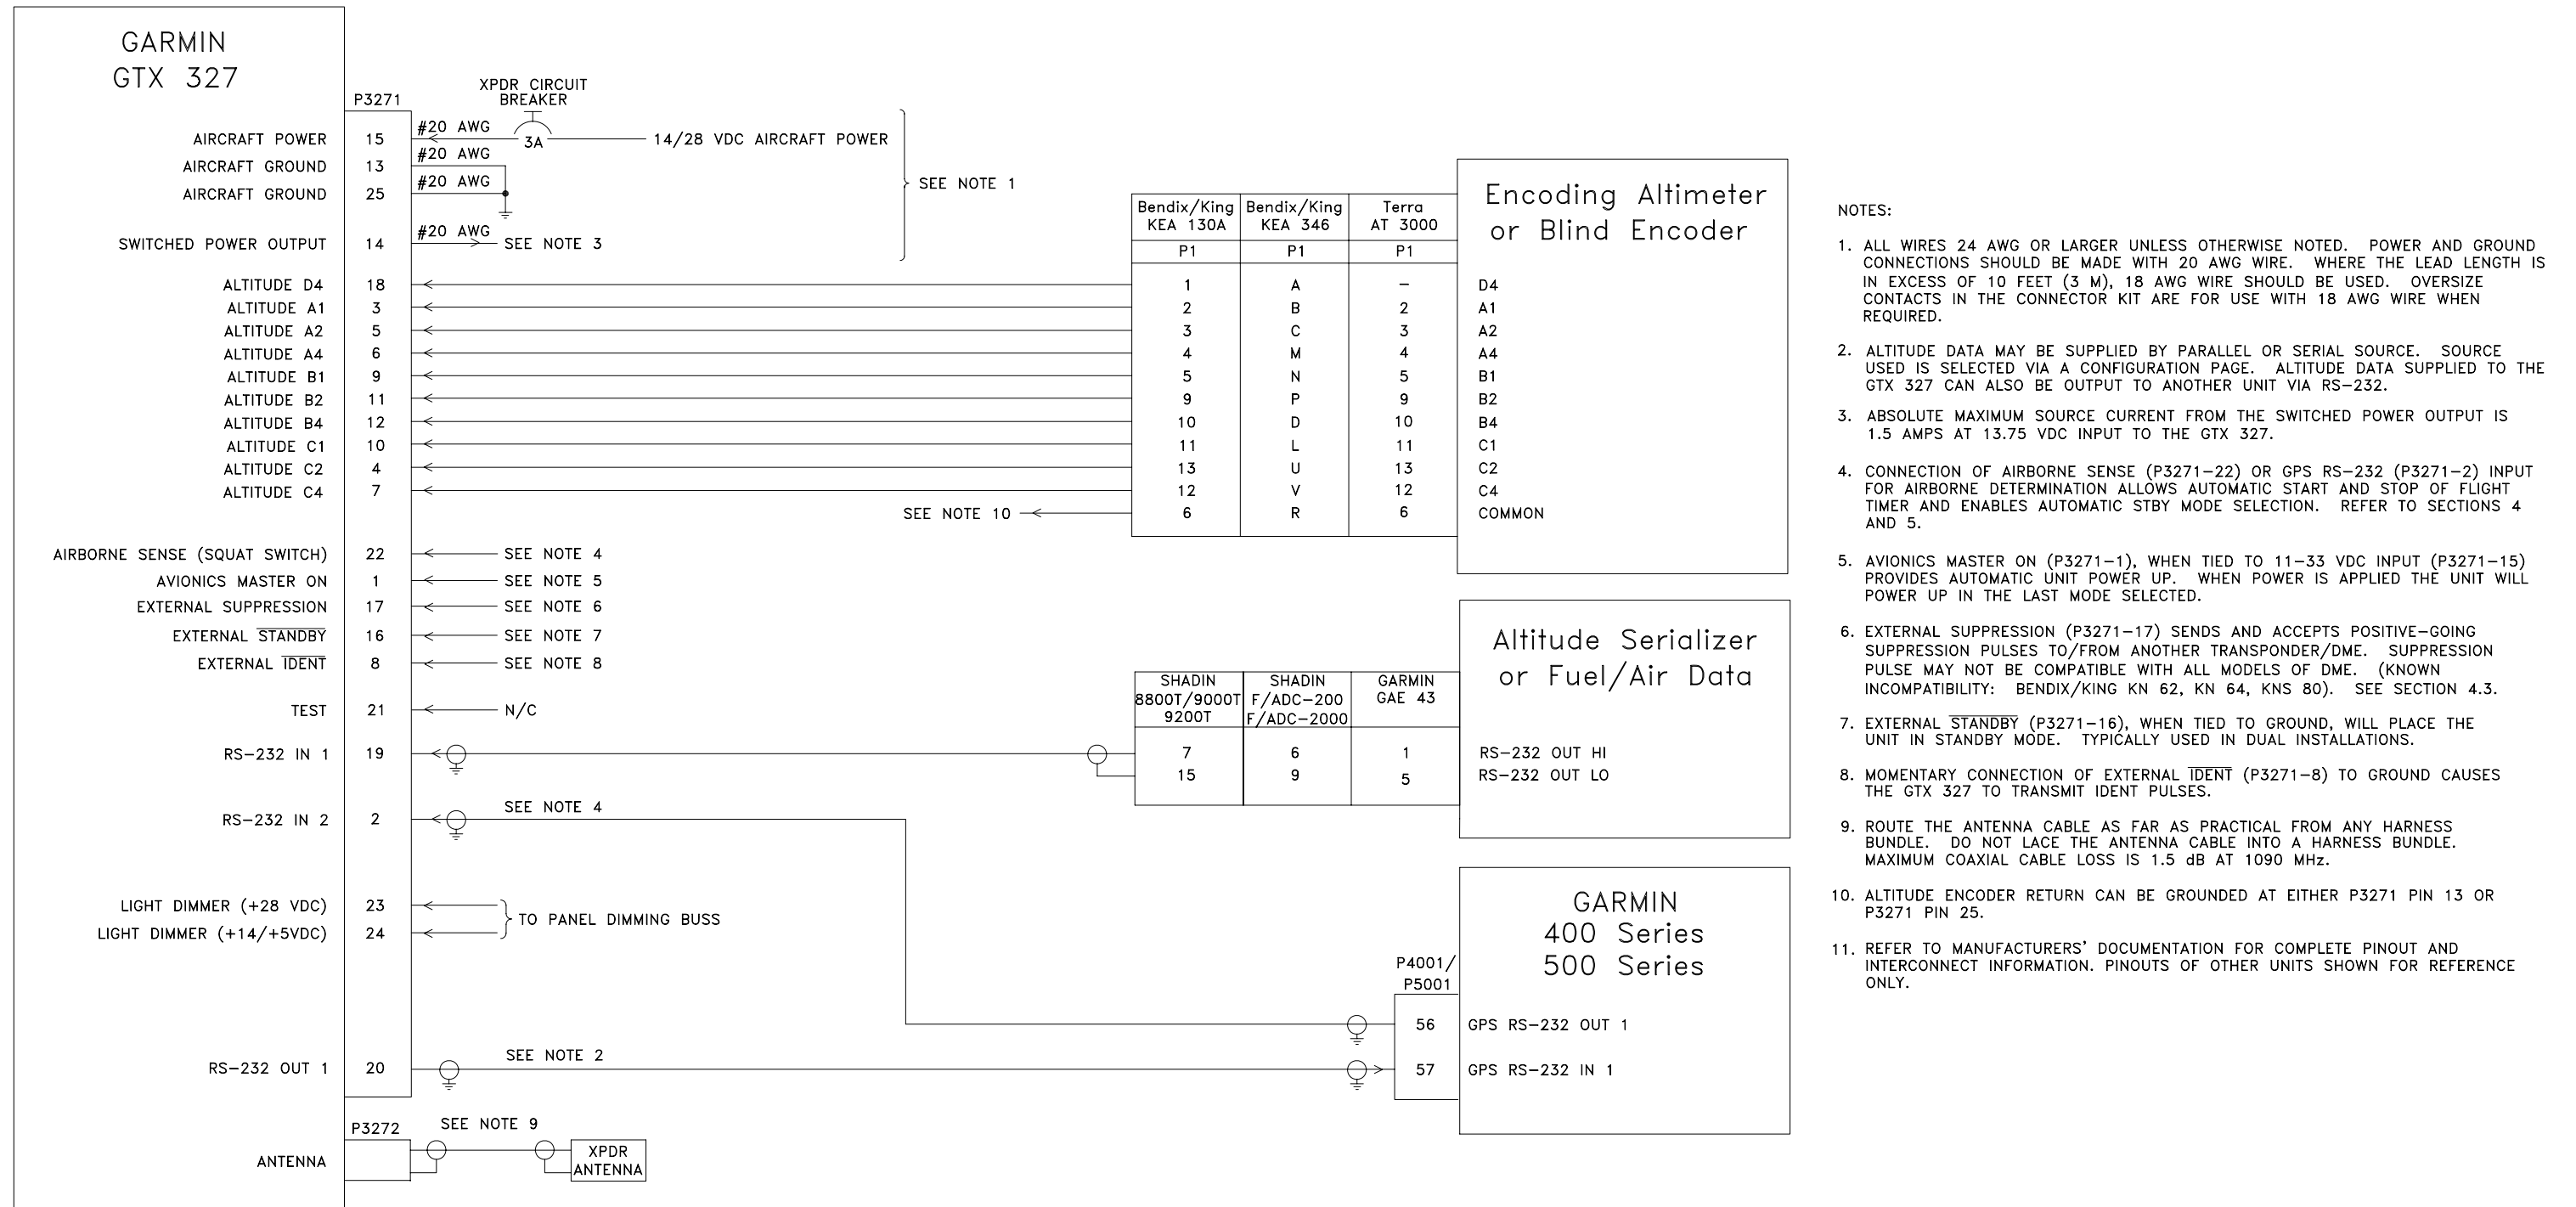 GARMIN
GTX 327
P3271
XPDR CIRCUIT
BREAKER
AIRCRAFT POWER 15 #20 AWG 3A 14/28 VDC AIRCRAFT POWER
AIRCRAFT GROUND 13 #20 AWG
AIRCRAFT GROUND 25 #20 AWG
SEE NOTE 1
SWITCHED POWER OUTPUT 14 #20 AWG SEE NOTE 3
ALTITUDE D4 18
ALTITUDE A1 3
ALTITUDE A2 5
ALTITUDE A4 6
ALTITUDE B1 9
ALTITUDE B2 11
ALTITUDE B4 12
ALTITUDE C1 10
ALTITUDE C2 4
ALTITUDE C4 7
SEE NOTE 10
AIRBORNE SENSE (SQUAT SWITCH) 22 SEE NOTE 4
AVIONICS MASTER ON 1 SEE NOTE 5
EXTERNAL SUPPRESSION 17 SEE NOTE 6
EXTERNAL STANDBY 16 SEE NOTE 7
EXTERNAL IDENT 8 SEE NOTE 8
TEST 21 N/C
RS-232 IN 1 19
RS-232 IN 2 2 SEE NOTE 4
LIGHT DIMMER (+28 VDC) 23
TO PANEL DIMMING BUSS
LIGHT DIMMER (+14/+5VDC) 24
RS-232 OUT 1 20 SEE NOTE 2
P3272
SEE NOTE 9
ANTENNA
XPDR
ANTENNA
Encoding Altimeter
or Blind Encoder
Bendix/King Bendix/King Terra
KEA 130A KEA 346 AT 3000
P1 P1 P1
1 A – D4
2 B 2 A1
3 C 3 A2
4 M 4 A4
5 N 5 B1
9 P 9 B2
10 D 10 B4
11 L 11 C1
13 U 13 C2
12 V 12 C4
6 R 6 COMMON
Altitude Serializer
or Fuel/Air Data
SHADIN SHADIN GARMIN
8800T/9000T F/ADC-200 GAE 43
9200T F/ADC-2000
7 6 1 RS-232 OUT HI
15 9 5 RS-232 OUT LO
GARMIN
400 Series
500 Series
P4001/
P5001
56 GPS RS-232 OUT 1
57 GPS RS-232 IN 1
NOTES:
1. ALL WIRES 24 AWG OR LARGER UNLESS OTHERWISE NOTED. POWER AND GROUND
CONNECTIONS SHOULD BE MADE WITH 20 AWG WIRE. WHERE THE LEAD LENGTH IS
IN EXCESS OF 10 FEET (3 M), 18 AWG WIRE SHOULD BE USED. OVERSIZE
CONTACTS IN THE CONNECTOR KIT ARE FOR USE WITH 18 AWG WIRE WHEN
REQUIRED.
2. ALTITUDE DATA MAY BE SUPPLIED BY PARALLEL OR SERIAL SOURCE. SOURCE
USED IS SELECTED VIA A CONFIGURATION PAGE. ALTITUDE DATA SUPPLIED TO THE
GTX 327 CAN ALSO BE OUTPUT TO ANOTHER UNIT VIA RS-232.
3. ABSOLUTE MAXIMUM SOURCE CURRENT FROM THE SWITCHED POWER OUTPUT IS
1.5 AMPS AT 13.75 VDC INPUT TO THE GTX 327.
4. CONNECTION OF AIRBORNE SENSE (P3271-22) OR GPS RS-232 (P3271-2) INPUT
FOR AIRBORNE DETERMINATION ALLOWS AUTOMATIC START AND STOP OF FLIGHT
TIMER AND ENABLES AUTOMATIC STBY MODE SELECTION. REFER TO SECTIONS 4
AND 5.
5. AVIONICS MASTER ON (P3271-1), WHEN TIED TO 11-33 VDC INPUT (P3271-15)
PROVIDES AUTOMATIC UNIT POWER UP. WHEN POWER IS APPLIED THE UNIT WILL
POWER UP IN THE LAST MODE SELECTED.
6. EXTERNAL SUPPRESSION (P3271-17) SENDS AND ACCEPTS POSITIVE-GOING
SUPPRESSION PULSES TO/FROM ANOTHER TRANSPONDER/DME. SUPPRESSION
PULSE MAY NOT BE COMPATIBLE WITH ALL MODELS OF DME. (KNOWN
INCOMPATIBILITY: BENDIX/KING KN 62, KN 64, KNS 80). SEE SECTION 4.3.
7. EXTERNAL STANDBY (P3271-16), WHEN TIED TO GROUND, WILL PLACE THE
UNIT IN STANDBY MODE. TYPICALLY USED IN DUAL INSTALLATIONS.
8. MOMENTARY CONNECTION OF EXTERNAL IDENT (P3271-8) TO GROUND CAUSES
THE GTX 327 TO TRANSMIT IDENT PULSES.
9. ROUTE THE ANTENNA CABLE AS FAR AS PRACTICAL FROM ANY HARNESS
BUNDLE. DO NOT LACE THE ANTENNA CABLE INTO A HARNESS BUNDLE.
MAXIMUM COAXIAL CABLE LOSS IS 1.5 dB AT 1090 MHz.
10. ALTITUDE ENCODER RETURN CAN BE GROUNDED AT EITHER P3271 PIN 13 OR
P3271 PIN 25.
11. REFER TO MANUFACTURERS' DOCUMENTATION FOR COMPLETE PINOUT AND
INTERCONNECT INFORMATION. PINOUTS OF OTHER UNITS SHOWN FOR REFERENCE
ONLY.